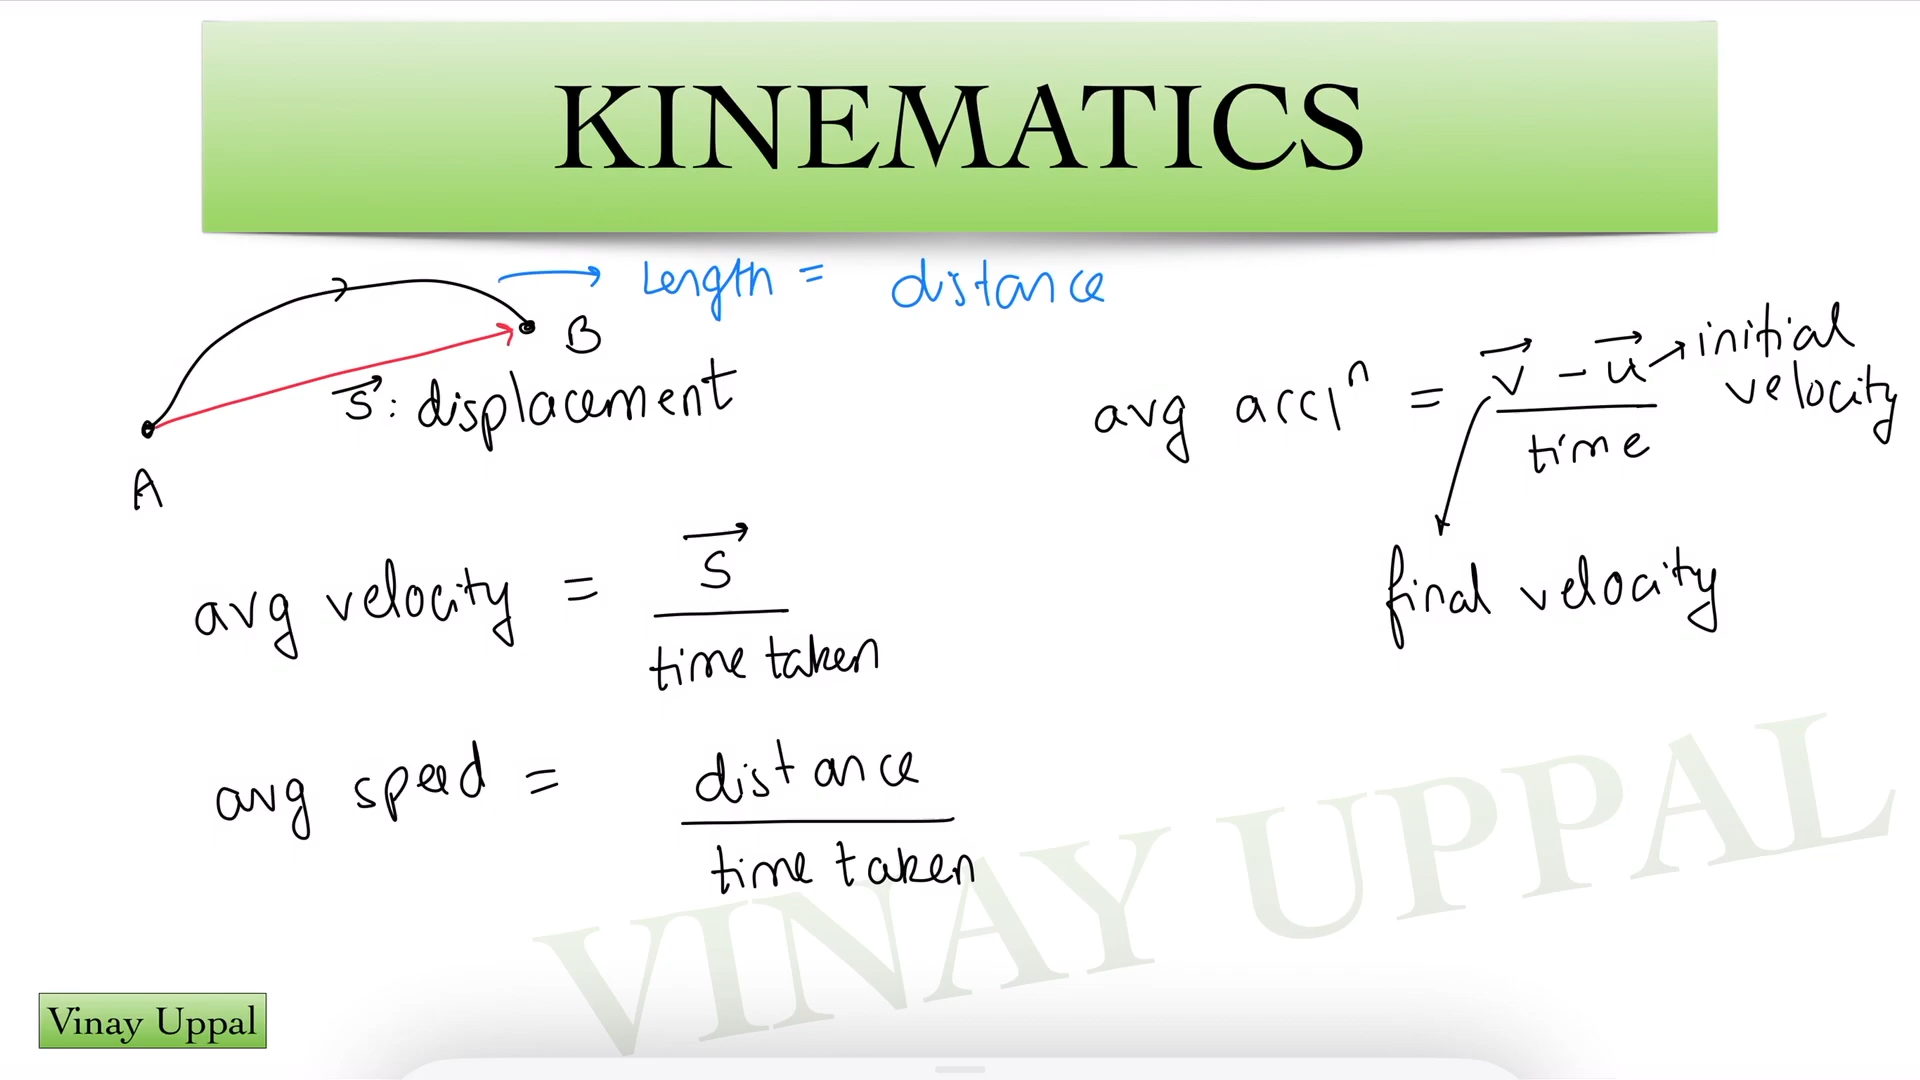 KINEMATICS
Length = distance
B
s: displacement
A
avg acclⁿ = v - u
time
initial
velocity
final velocity
avg velocity = s
time taken
avg speed = distance
time taken
VINAY UPPAL
Vinay Uppal